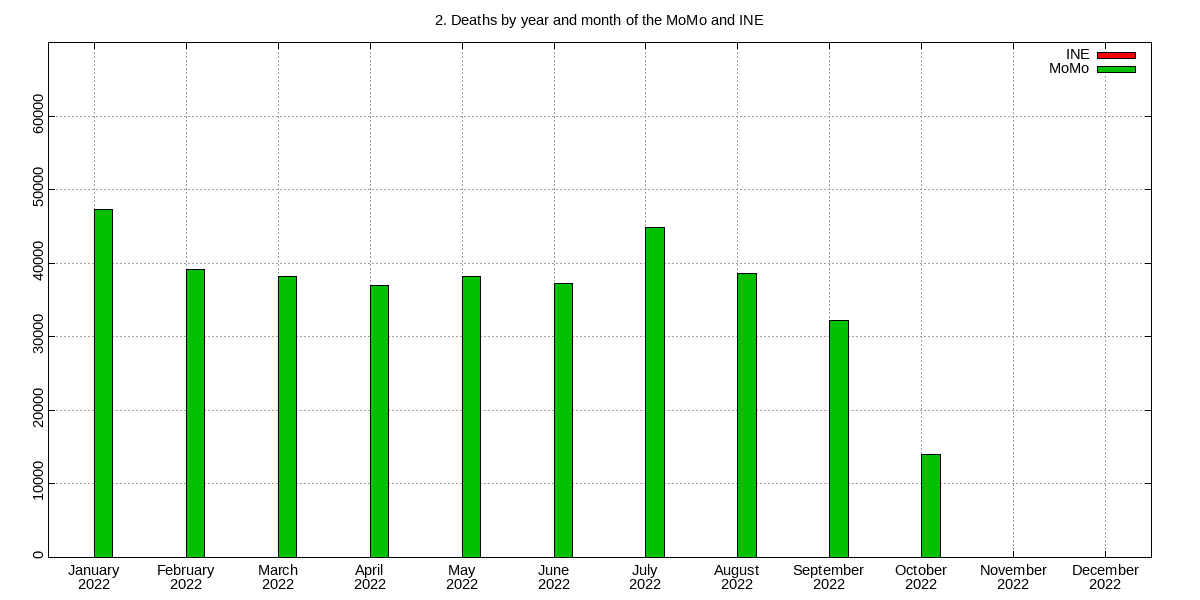 2. Deaths by year and month of the MoMo and INE
INE
MoMo
60000
50000
40000
30000
20000
10000
0
January February March April May June July August September October November December
2022 2022 2022 2022 2022 2022 2022 2022 2022 2022 2022 2022